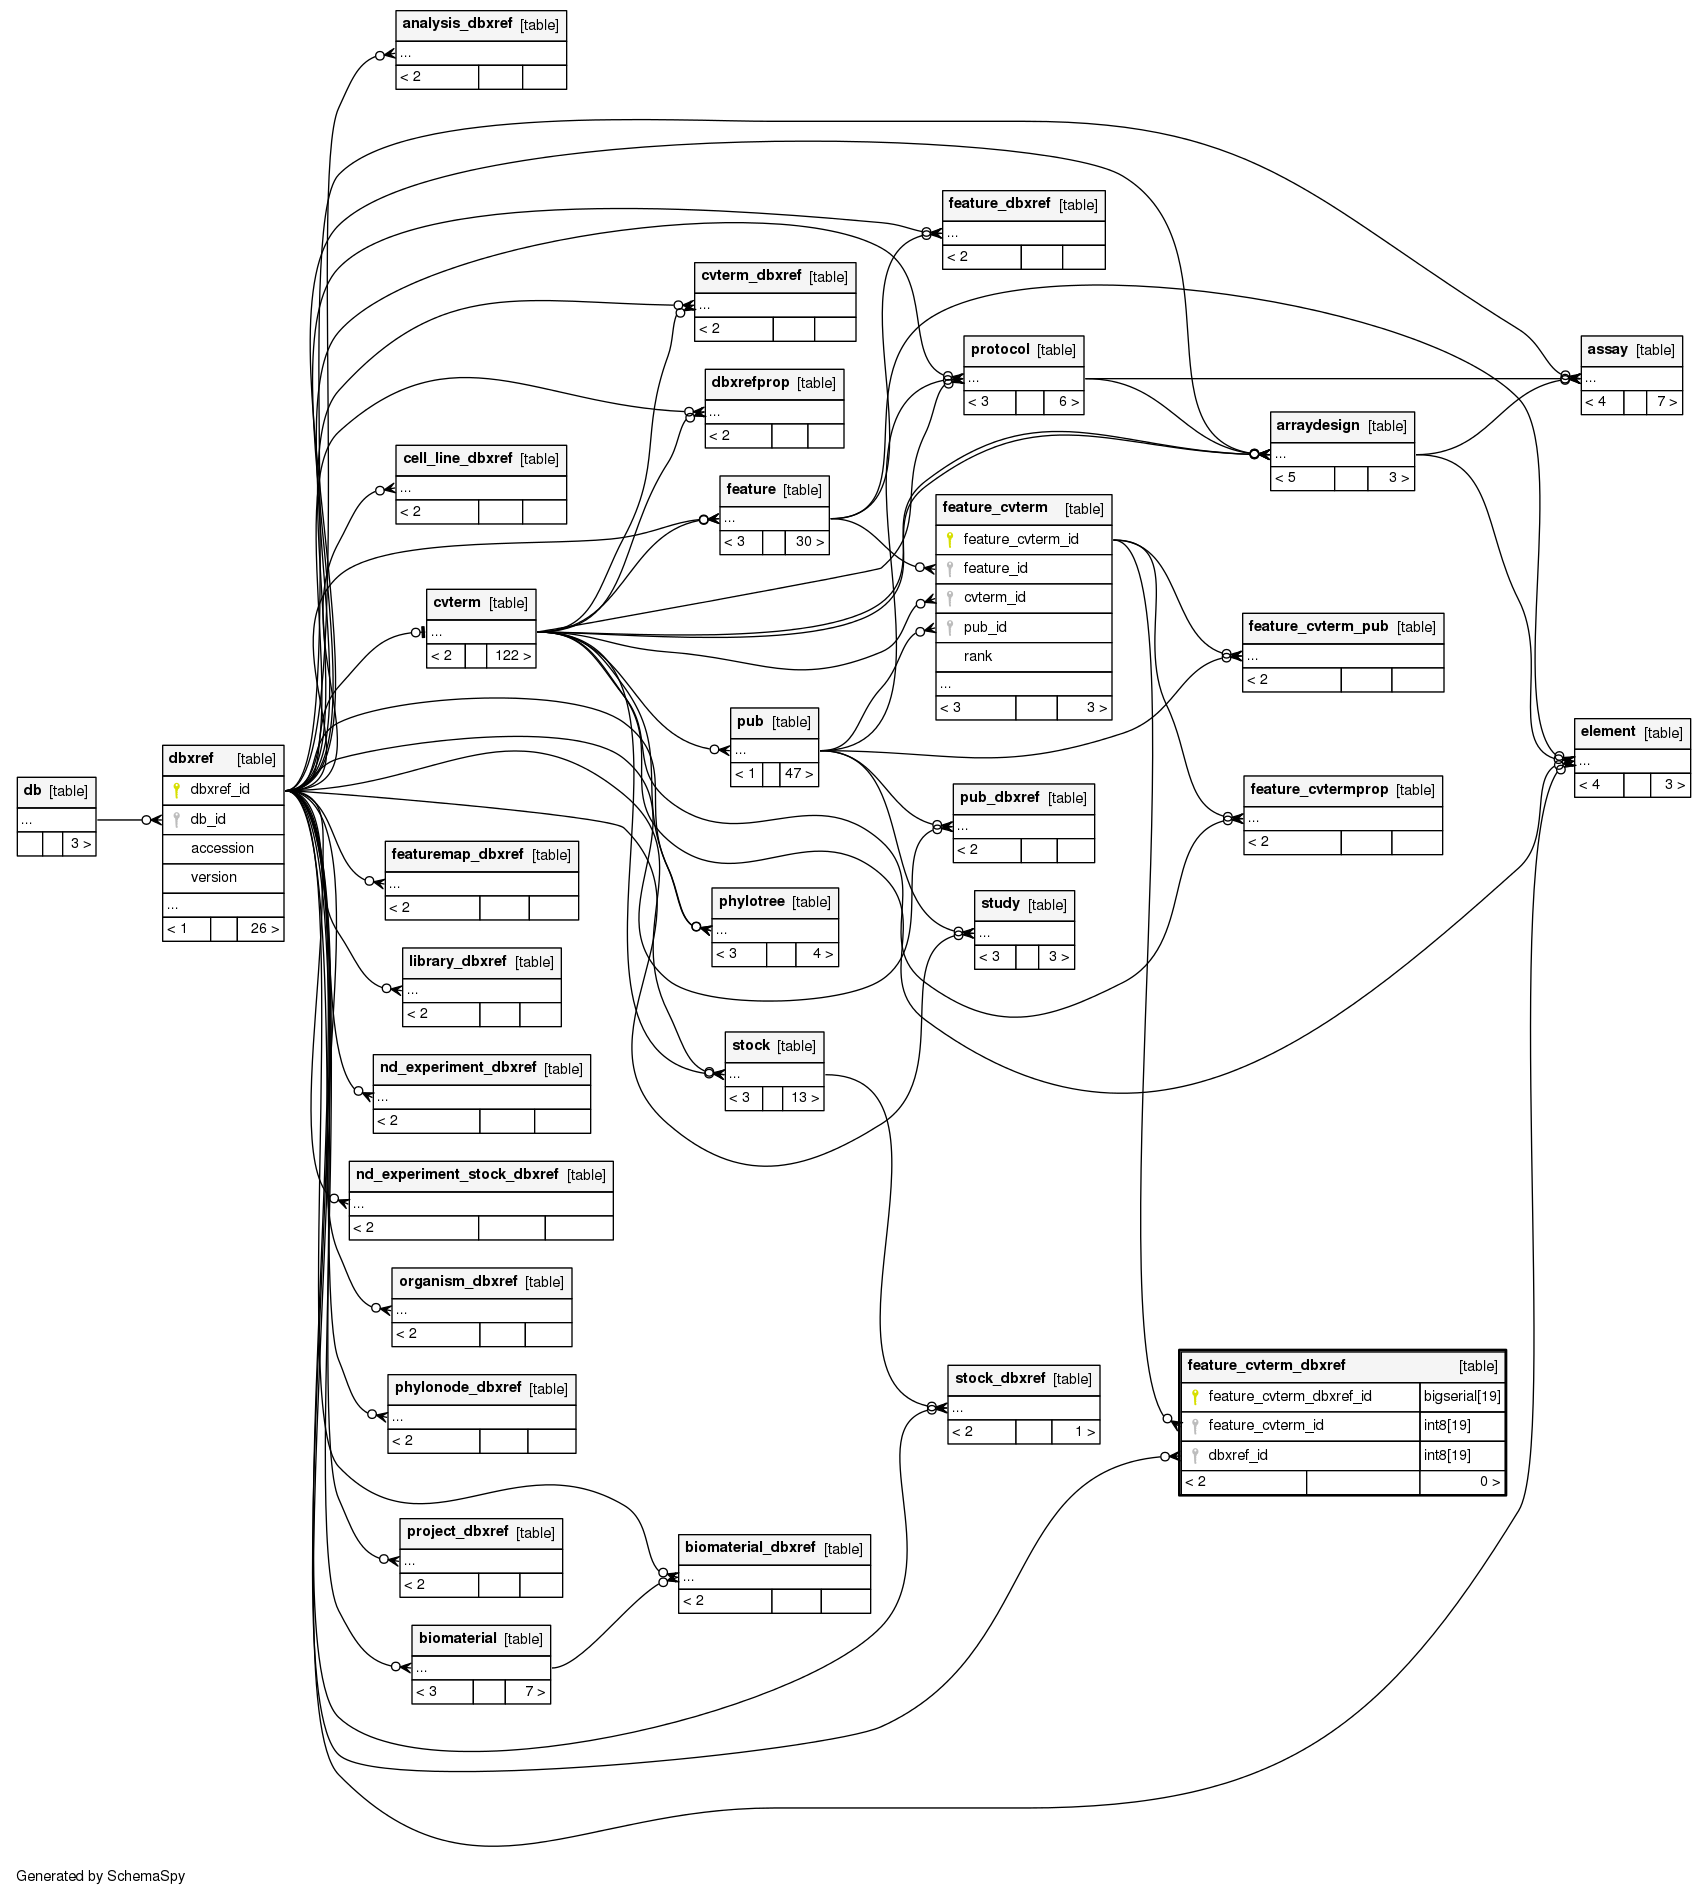 analysis_dbxref [table]
...
< 2
feature_dbxref [table]
...
< 2
cvterm_dbxref [table]
...
< 2
protocol [table]
...
< 3 6 >
assay [table]
...
< 4 7 >
dbxrefprop [table]
...
< 2
arraydesign [table]
...
< 5 3 >
cell_line_dbxref [table]
...
< 2
feature [table]
...
< 3 30 >
feature_cvterm [table]
feature_cvterm_id
feature_id
cvterm_id
pub_id
rank
...
< 3 3 >
cvterm [table]
...
< 2 122 >
feature_cvterm_pub [table]
...
< 2
pub [table]
...
< 1 47 >
element [table]
...
< 4 3 >
dbxref [table]
dbxref_id
db_id
accession
version
...
< 1 26 >
db [table]
...
3 >
pub_dbxref [table]
...
< 2
feature_cvtermprop [table]
...
< 2
featuremap_dbxref [table]
...
< 2
phylotree [table]
...
< 3 4 >
study [table]
...
< 3 3 >
library_dbxref [table]
...
< 2
stock [table]
...
< 3 13 >
nd_experiment_dbxref [table]
...
< 2
nd_experiment_stock_dbxref [table]
...
< 2
organism_dbxref [table]
...
< 2
feature_cvterm_dbxref [table]
feature_cvterm_dbxref_id bigserial[19]
feature_cvterm_id int8[19]
dbxref_id int8[19]
< 2 0 >
stock_dbxref [table]
...
< 2 1 >
phylonode_dbxref [table]
...
< 2
project_dbxref [table]
...
< 2
biomaterial_dbxref [table]
...
< 2
biomaterial [table]
...
< 3 7 >
Generated by SchemaSpy